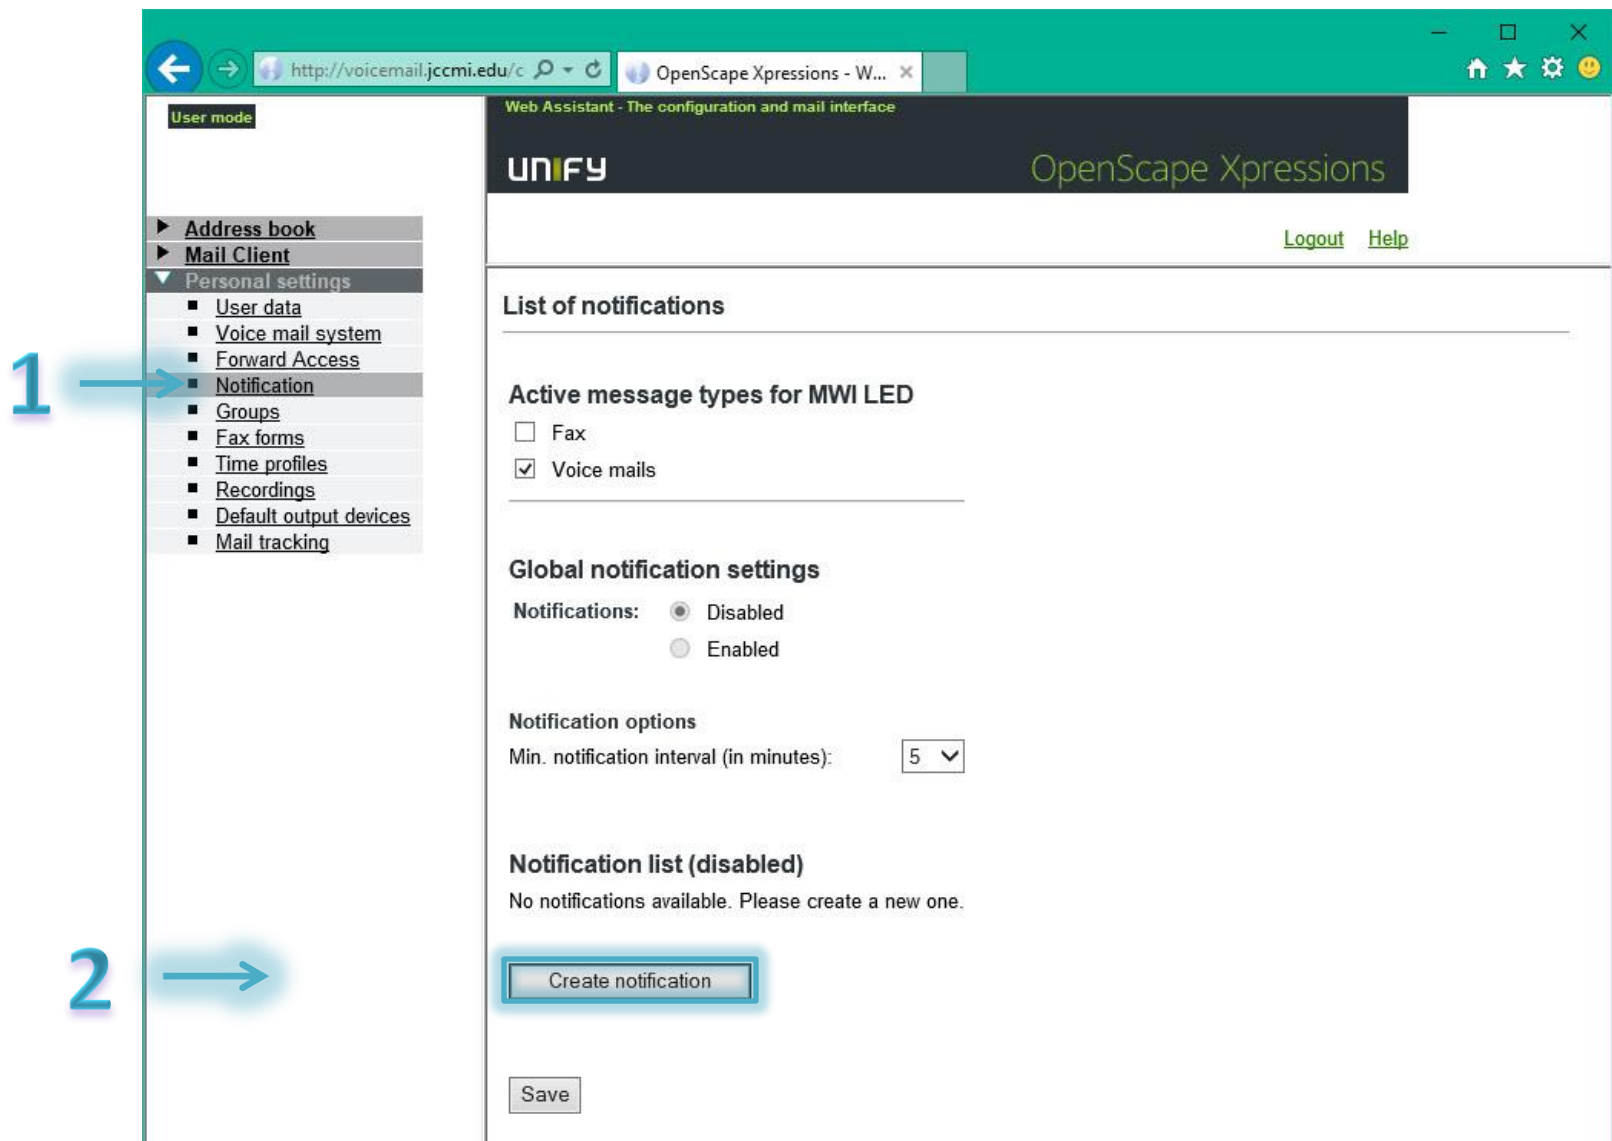 http://voicemail.jccmi.edu/c
OpenScape Xpressions - W...
User mode
Web Assistant - The configuration and mail interface
UNIFY
OpenScape Xpressions
Logout Help
Address book
Mail Client
Personal settings
User data
Voice mail system
Forward Access
Notification
Groups
Fax forms
Time profiles
Recordings
Default output devices
Mail tracking
1
List of notifications
Active message types for MWI LED
Fax
Voice mails
Global notification settings
Notifications: Disabled
Enabled
Notification options
Min. notification interval (in minutes): 5
Notification list (disabled)
No notifications available. Please create a new one.
2
Create notification
Save